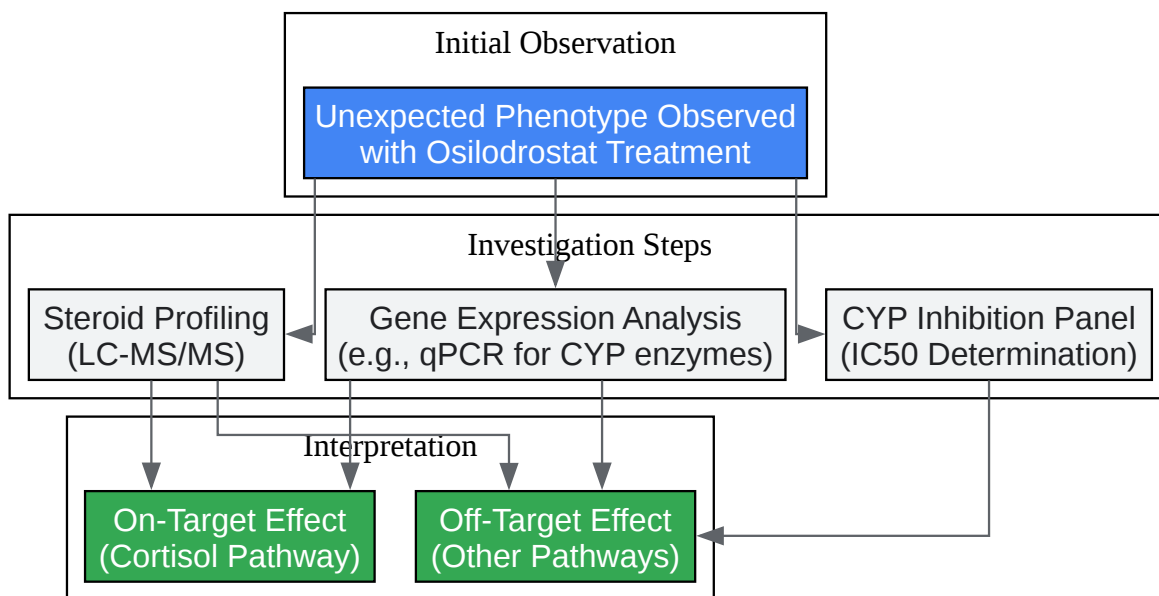 Initial Observation
Unexpected Phenotype Observed
with Osilodrostat Treatment
Investigation Steps
Steroid Profiling
(LC-MS/MS)
Gene Expression Analysis
(e.g., qPCR for CYP enzymes)
CYP Inhibition Panel
(IC50 Determination)
Interpretation
On-Target Effect
(Cortisol Pathway)
Off-Target Effect
(Other Pathways)